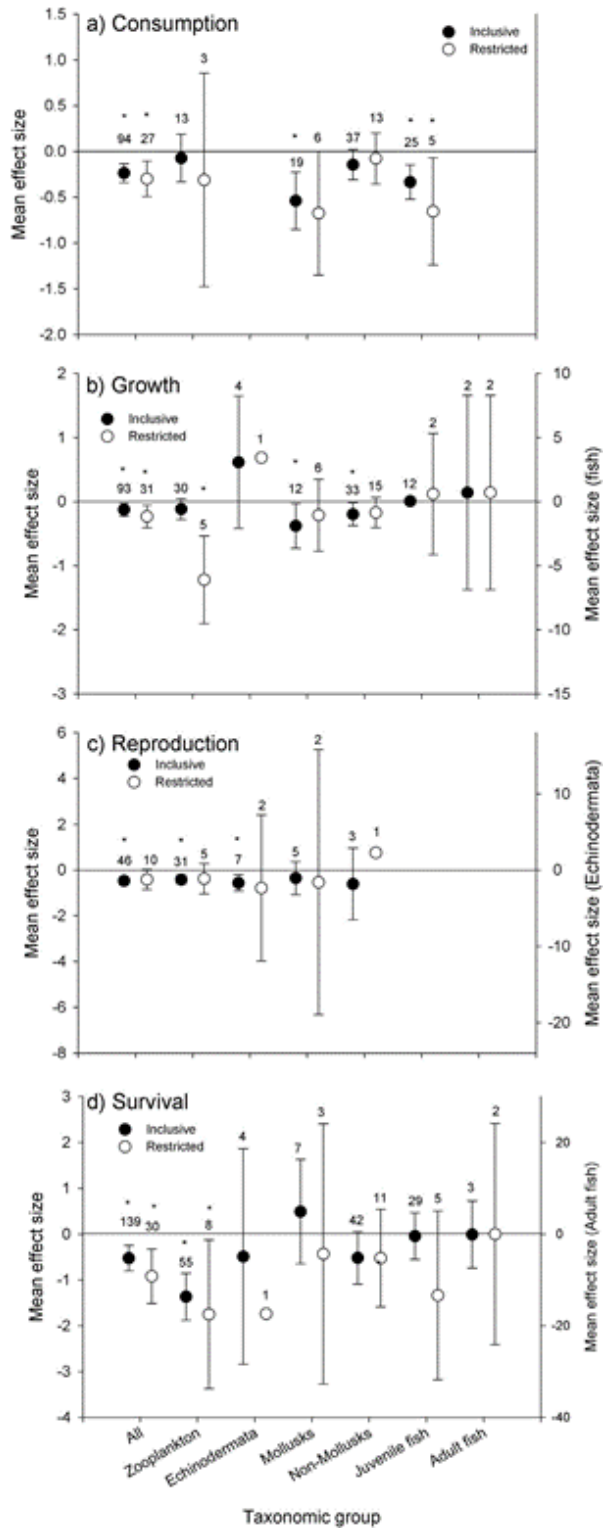 a) Consumption
Inclusive
Restricted
Mean effect size
1.5
1.0
0.5
0.0
-0.5
-1.0
-1.5
-2.0
* * 3
94 27 13
* 6 37 13 * *
19 25 5
b) Growth
Inclusive
Restricted
Mean effect size
2
1
0
-1
-2
-3
Mean effect size (fish)
10
5
0
-5
-10
-15
* * * 4 1 * 6 * 2 2 2
93 31 30 5 12 33 15 12
c) Reproduction
Inclusive
Restricted
Mean effect size
6
4
2
0
-2
-4
-6
-8
Mean effect size (Echinodermata)
10
0
-10
-20
* * * 2 2 1
46 10 31 5 7 5 3
d) Survival
Inclusive
Restricted
Mean effect size
3
2
1
0
-1
-2
-3
-4
Mean effect size (Adult fish)
20
0
-20
-40
* * * * 4 7 3 11 29 5 3 2
139 30 55 8 1 42
All
Zooplankton
Echinodermata
Mollusks
Non-Mollusks
Juvenile fish
Adult fish
Taxonomic group